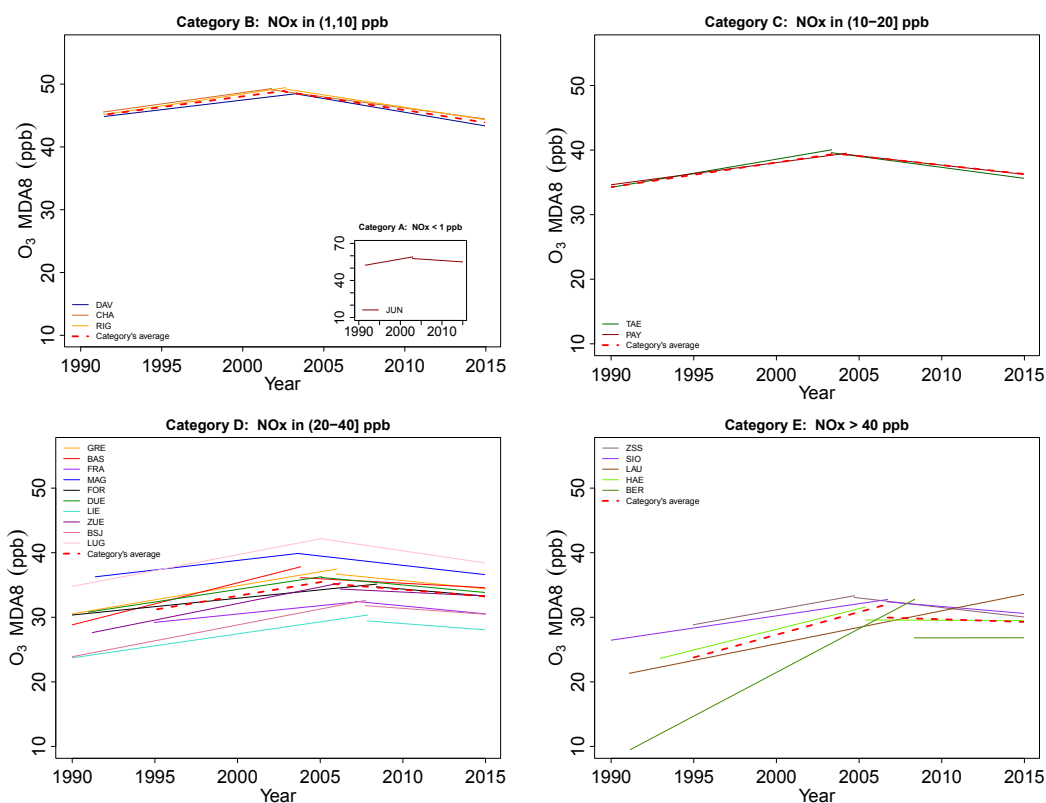 Category B: NOx in (1,10] ppb
O3 MDA8 (ppb)
50
40
30
20
10
DAV
CHA
RIG
Category's average
Category A: NOx < 1 ppb
70
40
10
JUN
1990
2000
2010
1990
1995
2000
2005
2010
2015
Year
Category C: NOx in (10−20] ppb
O3 MDA8 (ppb)
50
40
30
20
10
TAE
PAY
Category's average
1990
1995
2000
2005
2010
2015
Year
Category D: NOx in (20−40] ppb
O3 MDA8 (ppb)
50
40
30
20
10
GRE
BAS
FRA
MAG
FOR
DUE
LIE
ZUE
BSJ
LUG
Category's average
1990
1995
2000
2005
2010
2015
Year
Category E: NOx > 40 ppb
O3 MDA8 (ppb)
50
40
30
20
10
ZSS
SIO
LAU
HAE
BER
Category's average
1990
1995
2000
2005
2010
2015
Year